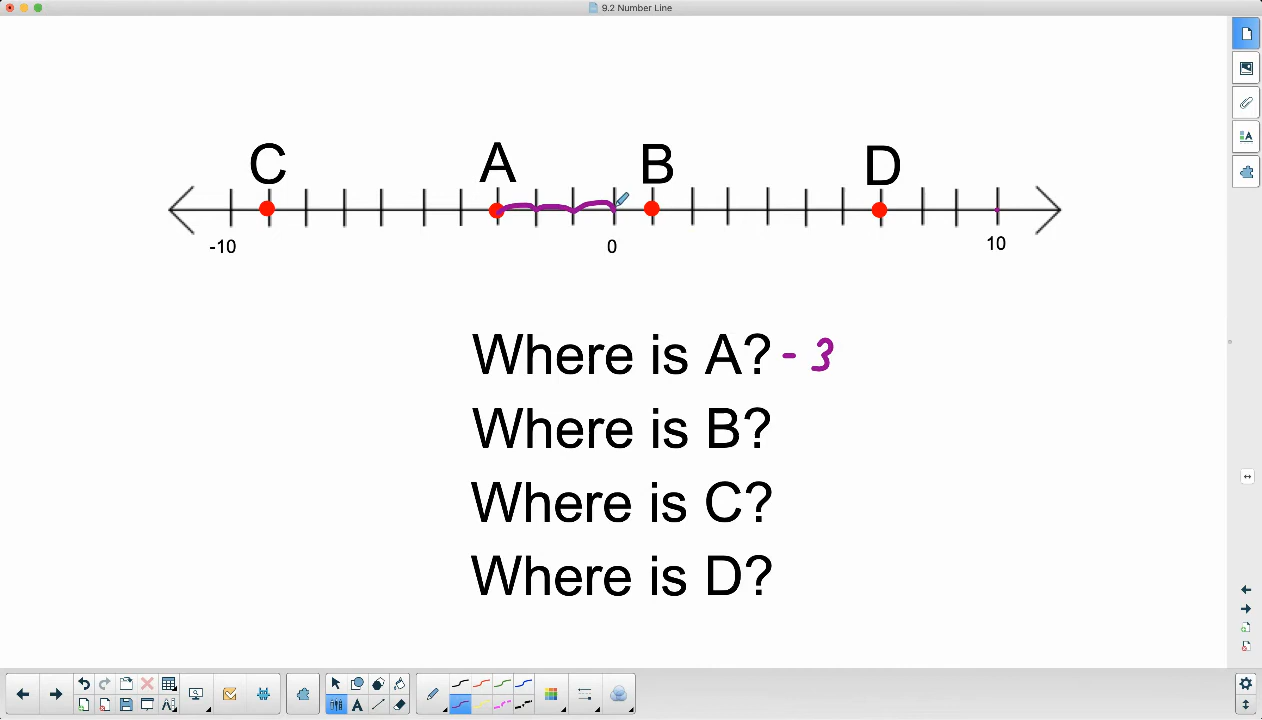 9.2 Number Line
C A B D
-10 0 10
Where is A? - 3
Where is B?
Where is C?
Where is D?